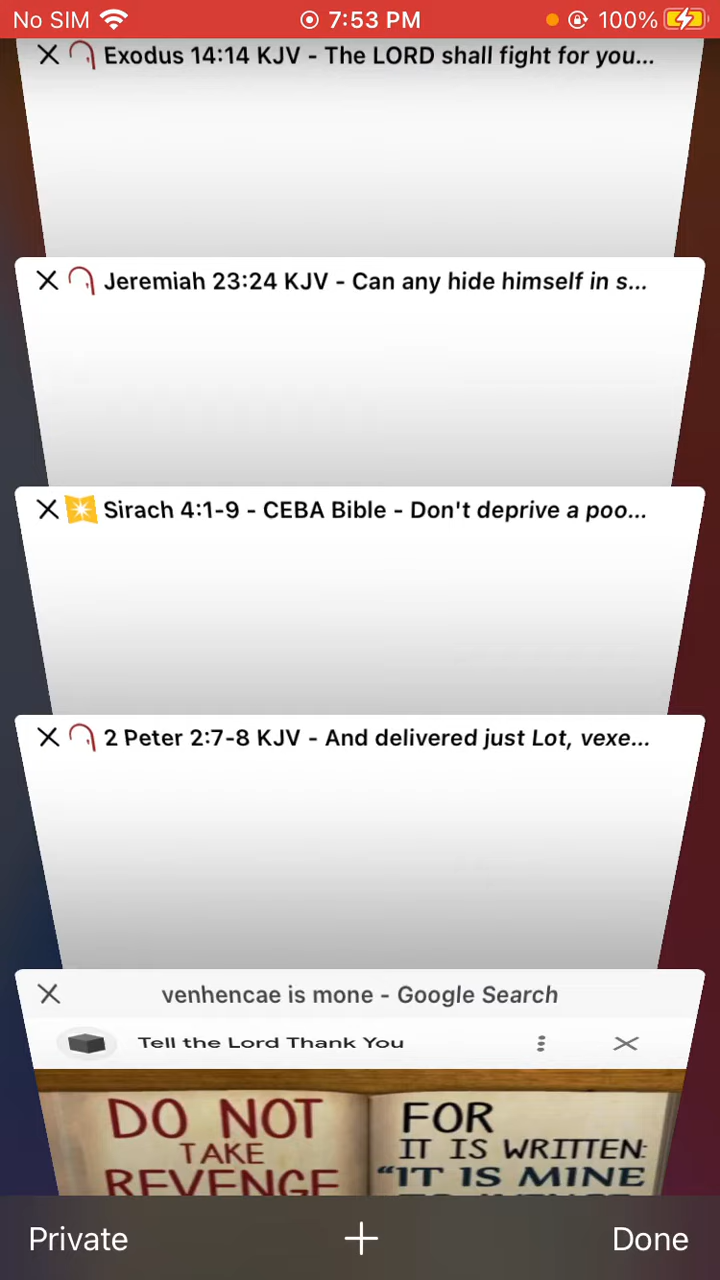 No SIM 7:53 PM 100%
Exodus 14:14 KJV - The LORD shall fight for you...
Jeremiah 23:24 KJV - Can any hide himself in s...
Sirach 4:1-9 - CEBA Bible - Don't deprive a poo...
2 Peter 2:7-8 KJV - And delivered just Lot, vexe...
venhencae is mone - Google Search
Tell the Lord Thank You
DO NOT
TAKE
REVENGE
FOR
IT IS WRITTEN:
“IT IS MINE
Private
Done